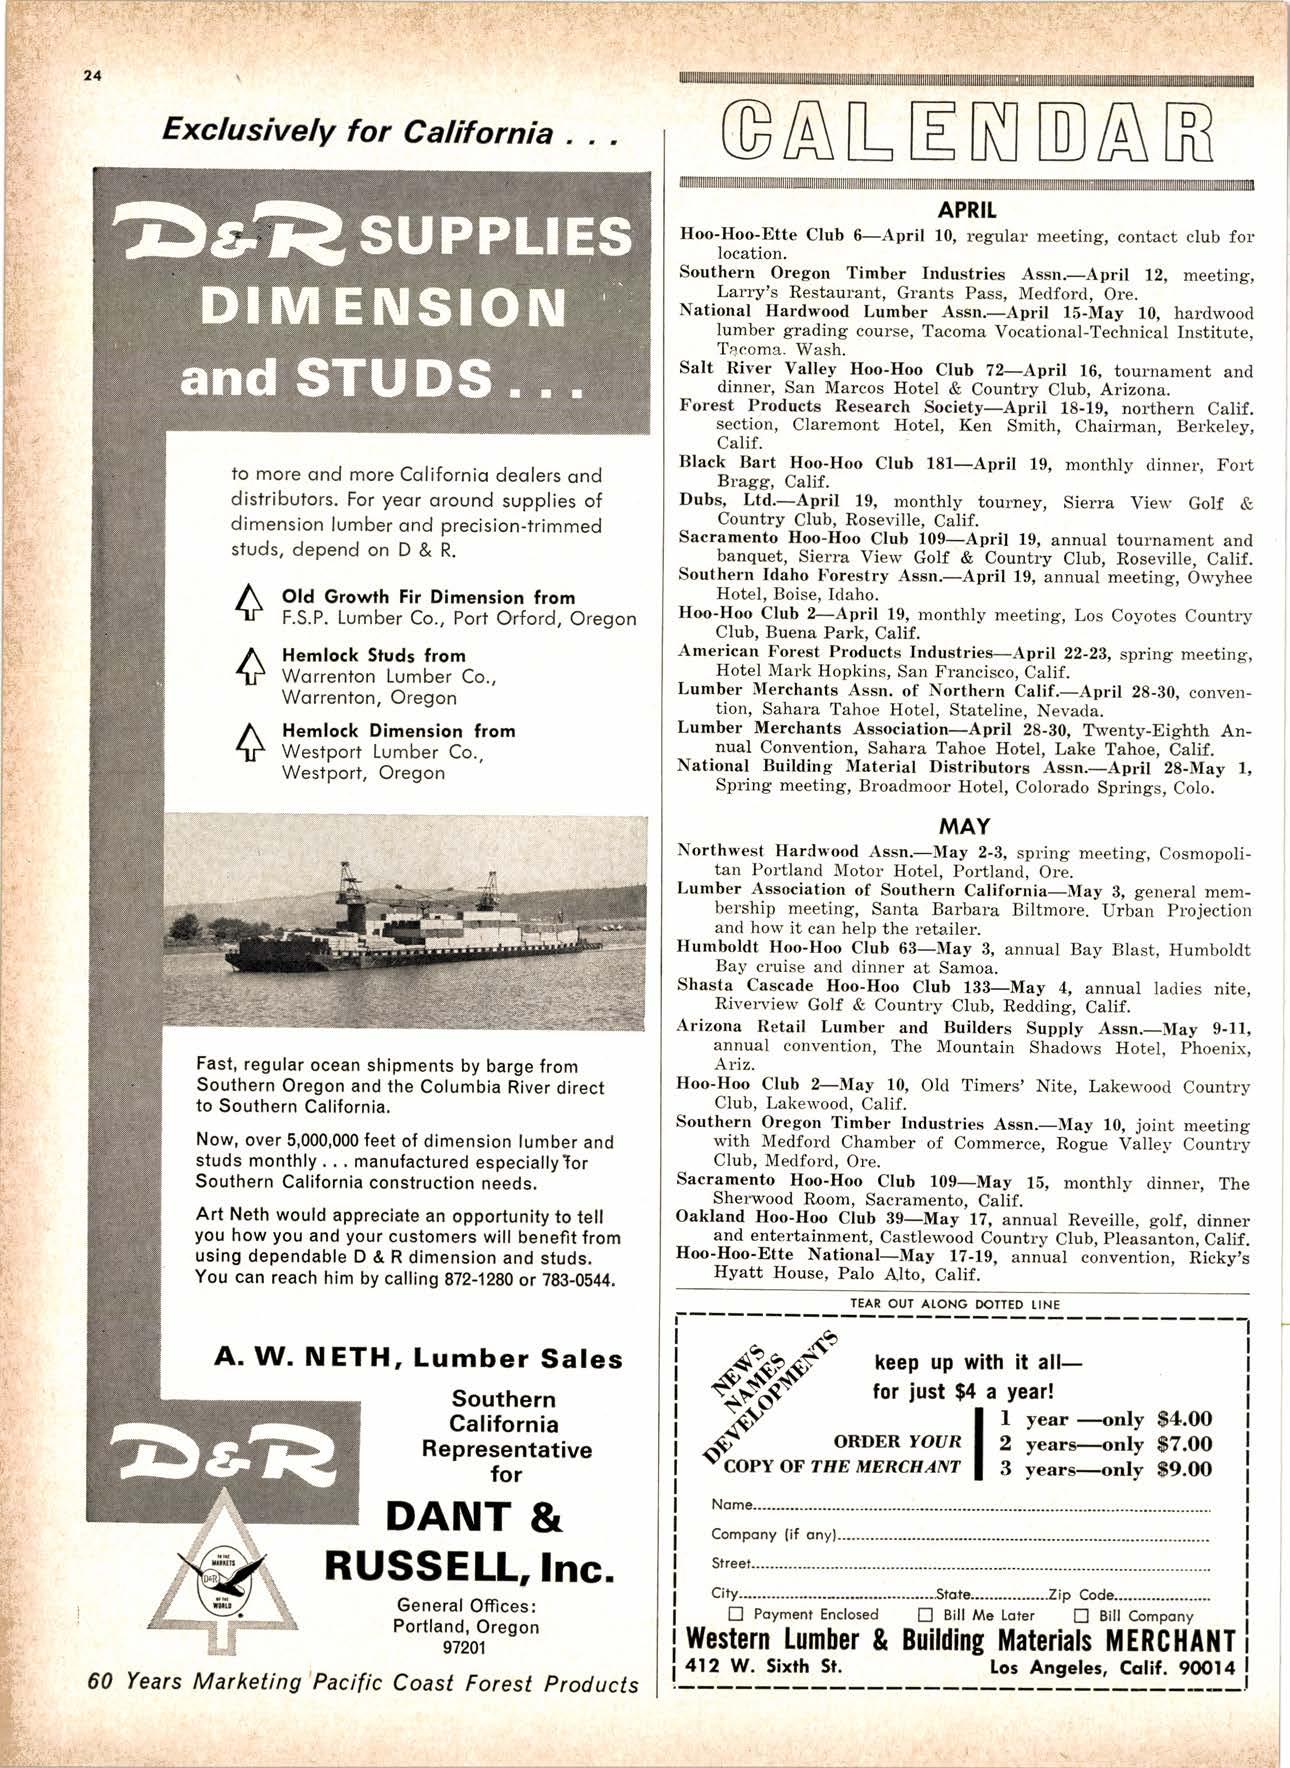 24
Exclusively for California . . .
D&R SUPPLIES
DIMENSION
and STUDS . . .
to more and more California dealers and
distributors. For year around supplies of
dimension lumber and precision-trimmed
studs, depend on D & R.
Old Growth Fir Dimension from
F.S.P. Lumber Co., Port Orford, Oregon
Hemlock Studs from
Warrenton Lumber Co.,
Warrenton, Oregon
Hemlock Dimension from
Westport Lumber Co.,
Westport, Oregon
Fast, regular ocean shipments by barge from
Southern Oregon and the Columbia River direct
to Southern California.
Now, over 5,000,000 feet of dimension lumber and
studs monthly . . . manufactured especially for
Southern California construction needs.
Art Neth would appreciate an opportunity to tell
you how you and your customers will benefit from
using dependable D & R dimension and studs.
You can reach him by calling 872-1280 or 783-0544.
A. W. NETH, Lumber Sales
Southern
California
Representative
for
DANT &
RUSSELL, Inc.
General Offices:
Portland, Oregon
97201
D&R
TO THE
MARKETS
D&R
OF THE
WORLD
60 Years Marketing Pacific Coast Forest Products
CALENDAR
APRIL
Hoo-Hoo-Ette Club 6—April 10, regular meeting, contact club for
location.
Southern Oregon Timber Industries Assn.—April 12, meeting,
Larry's Restaurant, Grants Pass, Medford, Ore.
National Hardwood Lumber Assn.—April 15-May 10, hardwood
lumber grading course, Tacoma Vocational-Technical Institute,
Tacoma. Wash.
Salt River Valley Hoo-Hoo Club 72—April 16, tournament and
dinner, San Marcos Hotel & Country Club, Arizona.
Forest Products Research Society—April 18-19, northern Calif.
section, Claremont Hotel, Ken Smith, Chairman, Berkeley,
Calif.
Black Bart Hoo-Hoo Club 181—April 19, monthly dinner, Fort
Bragg, Calif.
Dubs, Ltd.—April 19, monthly tourney, Sierra View Golf &
Country Club, Roseville, Calif.
Sacramento Hoo-Hoo Club 109—April 19, annual tournament and
banquet, Sierra View Golf & Country Club, Roseville, Calif.
Southern Idaho Forestry Assn.—April 19, annual meeting, Owyhee
Hotel, Boise, Idaho.
Hoo-Hoo Club 2—April 19, monthly meeting, Los Coyotes Country
Club, Buena Park, Calif.
American Forest Products Industries—April 22-23, spring meeting,
Hotel Mark Hopkins, San Francisco, Calif.
Lumber Merchants Assn. of Northern Calif.—April 28-30, conven-
tion, Sahara Tahoe Hotel, Stateline, Nevada.
Lumber Merchants Association—April 28-30, Twenty-Eighth An-
nual Convention, Sahara Tahoe Hotel, Lake Tahoe, Calif.
National Building Material Distributors Assn.—April 28-May 1,
Spring meeting, Broadmoor Hotel, Colorado Springs, Colo.
MAY
Northwest Hardwood Assn.—May 2-3, spring meeting, Cosmopoli-
tan Portland Motor Hotel, Portland, Ore.
Lumber Association of Southern California—May 3, general mem-
bership meeting, Santa Barbara Biltmore. Urban Projection
and how it can help the retailer.
Humboldt Hoo-Hoo Club 63—May 3, annual Bay Blast, Humboldt
Bay cruise and dinner at Samoa.
Shasta Cascade Hoo-Hoo Club 133—May 4, annual ladies nite,
Riverview Golf & Country Club, Redding, Calif.
Arizona Retail Lumber and Builders Supply Assn.—May 9-11,
annual convention, The Mountain Shadows Hotel, Phoenix,
Ariz.
Hoo-Hoo Club 2—May 10, Old Timers' Nite, Lakewood Country
Club, Lakewood, Calif.
Southern Oregon Timber Industries Assn.—May 10, joint meeting
with Medford Chamber of Commerce, Rogue Valley Country
Club, Medford, Ore.
Sacramento Hoo-Hoo Club 109—May 15, monthly dinner, The
Sherwood Room, Sacramento, Calif.
Oakland Hoo-Hoo Club 39—May 17, annual Reveille, golf, dinner
and entertainment, Castlewood Country Club, Pleasanton, Calif.
Hoo-Hoo-Ette National—May 17-19, annual convention, Ricky's
Hyatt House, Palo Alto, Calif.
TEAR OUT ALONG DOTTED LINE
NEWS
NAMES
DEVELOPMENTS
keep up with it all—
for just $4 a year!
ORDER YOUR
COPY OF THE MERCHANT
1 year —only $4.00
2 years—only $7.00
3 years—only $9.00
Name
Company (if any)
Street
City State Zip Code
☐ Payment Enclosed ☐ Bill Me Later ☐ Bill Company
Western Lumber & Building Materials MERCHANT
412 W. Sixth St. Los Angeles, Calif. 90014